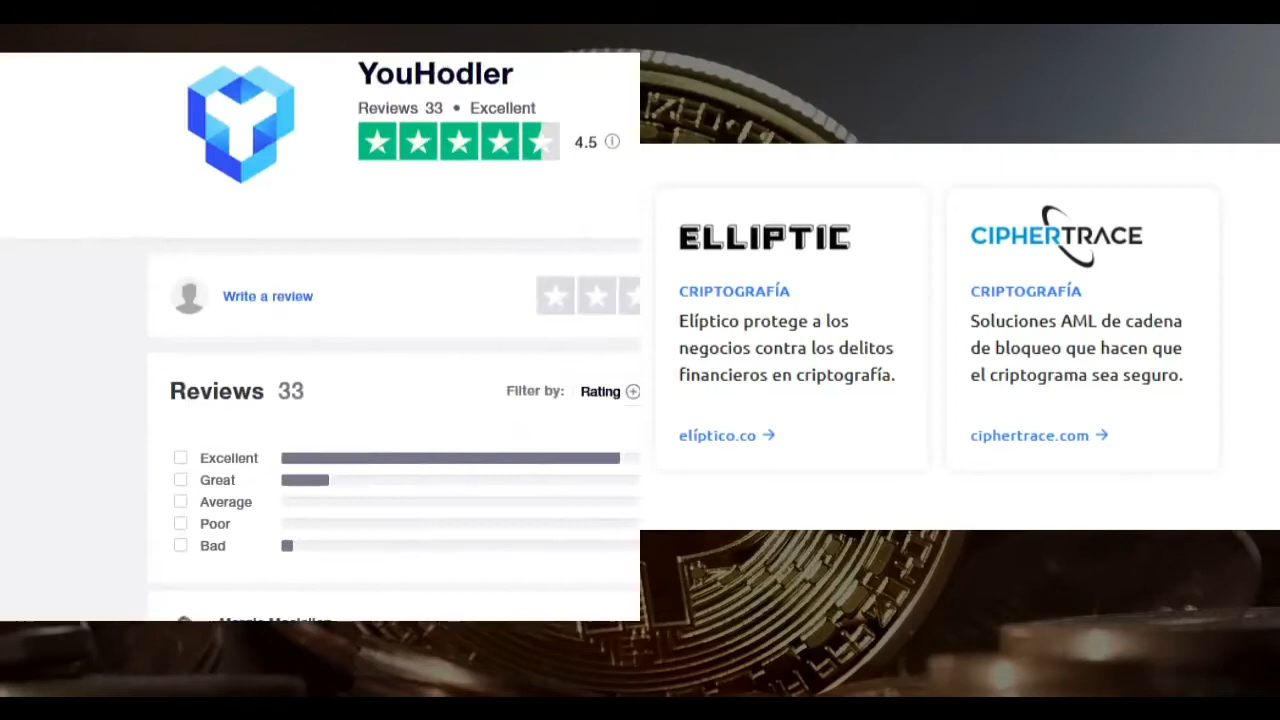 YouHodler
Reviews 33 • Excellent
4.5
Write a review
Reviews 33
Filter by: Rating
Excellent
Great
Average
Poor
Bad
ELLIPTIC
CRIPTOGRAFÍA
Elíptico protege a los
negocios contra los delitos
financieros en criptografía.
elíptico.co →
CIPHERTRACE
CRIPTOGRAFÍA
Soluciones AML de cadena
de bloqueo que hacen que
el criptograma sea seguro.
ciphertrace.com →